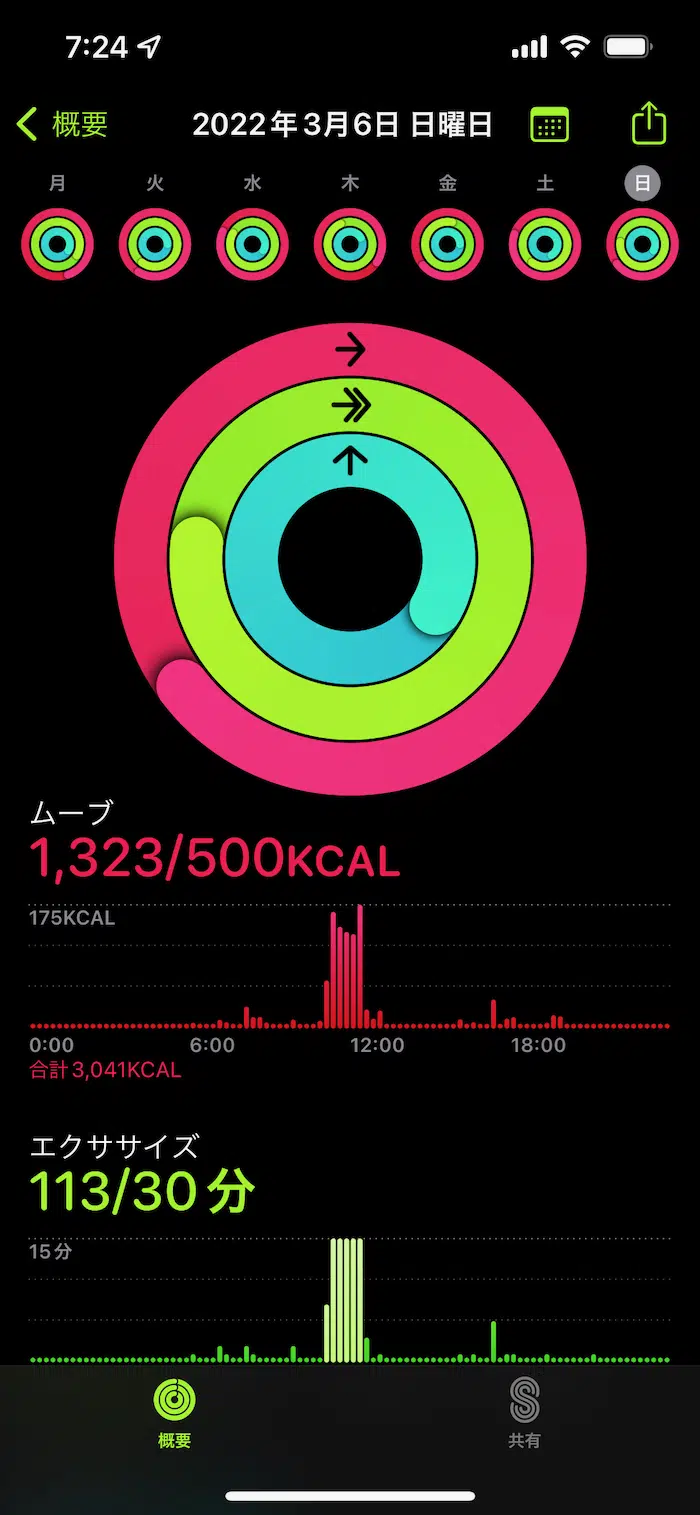 7:24
概要 2022年3月6日 日曜日
月 火 水 木 金 土 日
ムーブ
1,323/500KCAL
175KCAL
0:00 6:00 12:00 18:00
合計3,041KCAL
エクササイズ
113/30分
15分
概要 共有